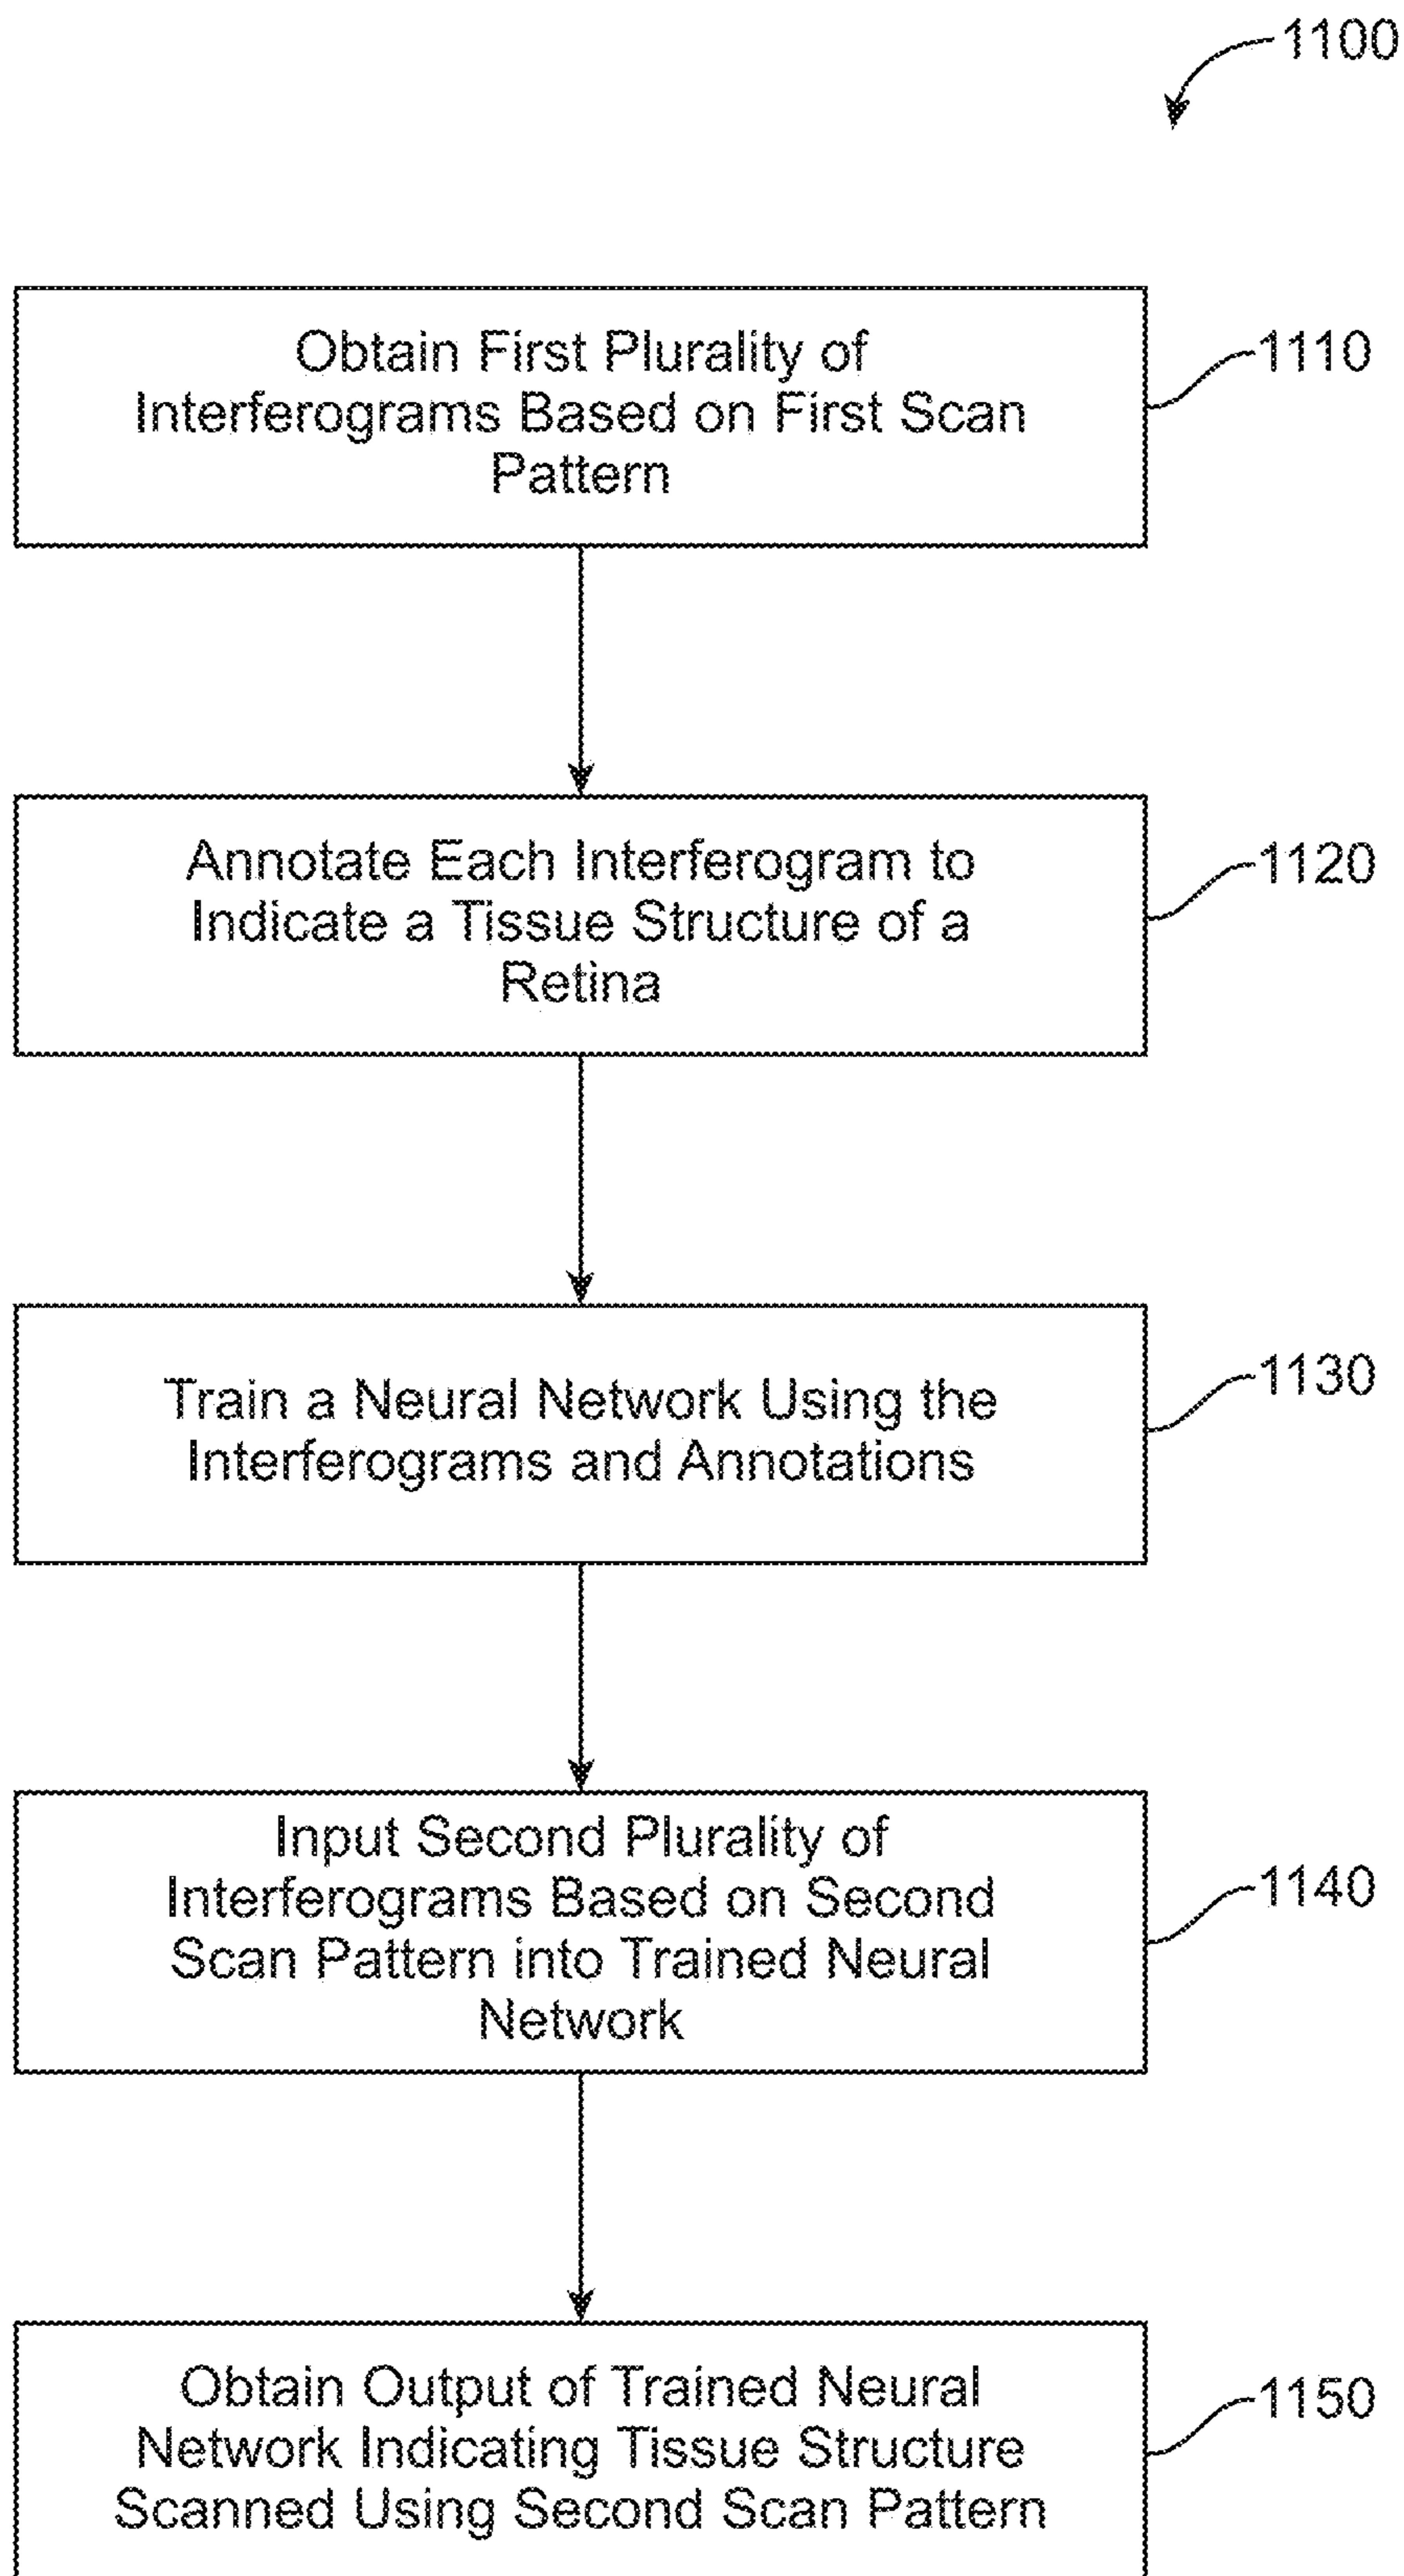 1100
Obtain First Plurality of
Interferograms Based on First Scan
Pattern
1110
Annotate Each Interferogram to
Indicate a Tissue Structure of a
Retina
1120
Train a Neural Network Using the
Interferograms and Annotations
1130
Input Second Plurality of
Interferograms Based on Second
Scan Pattern into Trained Neural
Network
1140
Obtain Output of Trained Neural
Network Indicating Tissue Structure
Scanned Using Second Scan Pattern
1150